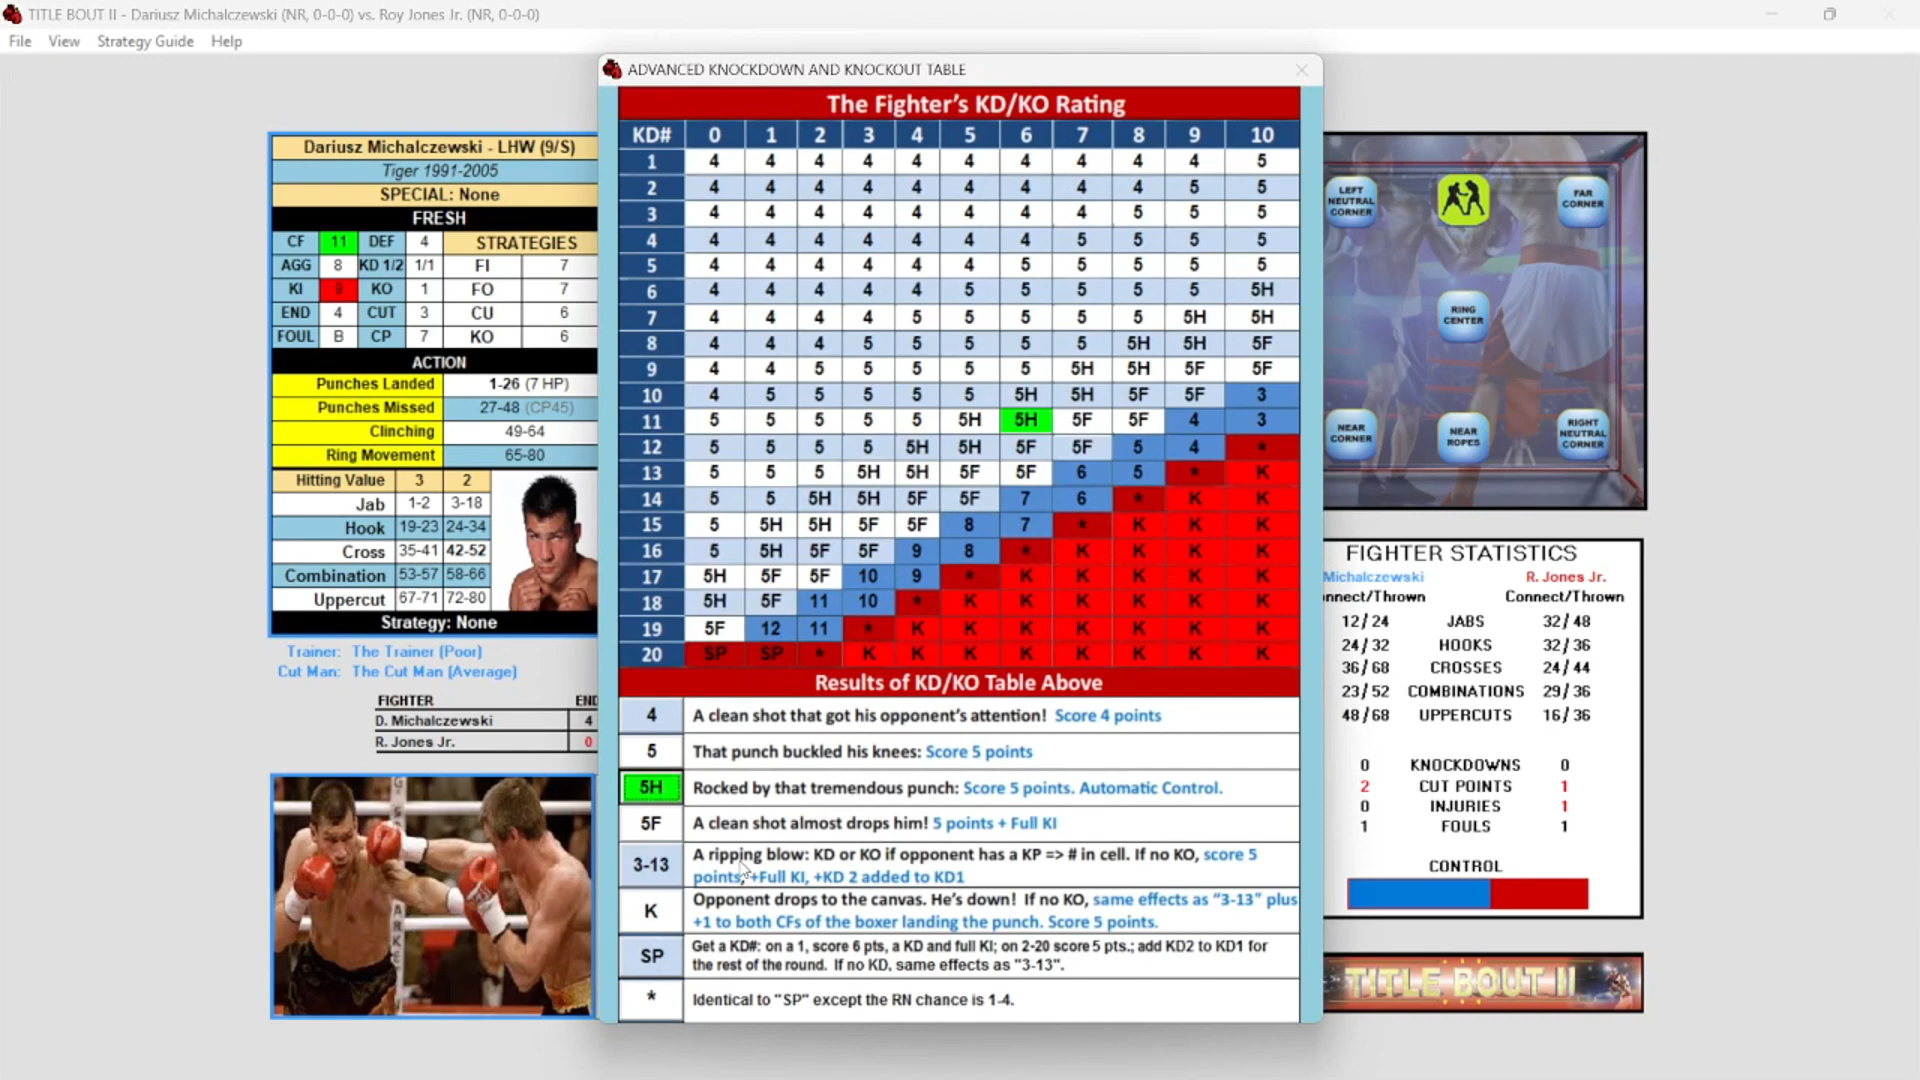 TITLE BOUT II - Dariusz Michalczewski (NR, 0-0-0) vs. Roy Jones Jr. (NR, 0-0-0)
File View Strategy Guide Help
ADVANCED KNOCKDOWN AND KNOCKOUT TABLE
The Fighter's KD/KO Rating
KD# 0 1 2 3 4 5 6 7 8 9 10
1 4 4 4 4 4 4 4 4 4 4 5
2 4 4 4 4 4 4 4 4 4 5 5
3 4 4 4 4 4 4 4 4 5 5 5
4 4 4 4 4 4 4 4 5 5 5 5
5 4 4 4 4 4 4 5 5 5 5 5
6 4 4 4 4 4 5 5 5 5 5 5H
7 4 4 4 4 5 5 5 5 5 5H 5H
8 4 4 4 5 5 5 5 5 5H 5H 5F
9 4 4 5 5 5 5 5 5H 5H 5F 5F
10 4 5 5 5 5 5 5H 5H 5F 5F 3
11 5 5 5 5 5 5H 5H 5F 5F 4 3
12 5 5 5 5 5H 5H 5F 5F 5 4 *
13 5 5 5 5H 5H 5F 5F 6 5 * K
14 5 5 5H 5H 5F 5F 7 6 * K K
15 5 5H 5H 5F 5F 8 7 * K K K
16 5 5H 5F 5F 9 8 * K K K K
17 5H 5F 5F 10 9 * K K K K K
18 5H 5F 11 10 * K K K K K K
19 5F 12 11 * K K K K K K K
20 SP SP * K K K K K K K K
Results of KD/KO Table Above
4 A clean shot that got his opponent's attention! Score 4 points
5 That punch buckled his knees: Score 5 points
5H Rocked by that tremendous punch: Score 5 points. Automatic Control.
5F A clean shot almost drops him! 5 points + Full KI
3-13 A ripping blow: KD or KO if opponent has a KP => # in cell. If no KO, score 5
points, +Full KI, +KD 2 added to KD1
K Opponent drops to the canvas. He's down! If no KO, same effects as "3-13" plus
+1 to both CFs of the boxer landing the punch. Score 5 points.
SP Get a KD#: on a 1, score 6 pts, a KD and full KI; on 2-20 score 5 pts.; add KD2 to KD1 for
the rest of the round. If no KD, same effects as "3-13".
* Identical to "SP" except the RN chance is 1-4.
Dariusz Michalczewski - LHW (9/S)
Tiger 1991-2005
SPECIAL: None
FRESH
CF 11 DEF 4 STRATEGIES
AGG 8 KD 1/2 1/1 FI 7
KI 9 KO 1 FO 7
END 4 CUT 3 CU 6
FOUL B CP 7 KO 6
ACTION
Punches Landed 1-26 (7 HP)
Punches Missed 27-48 (CP45)
Clinching 49-64
Ring Movement 65-80
Hitting Value 3 2
Jab 1-2 3-18
Hook 19-23 24-34
Cross 35-41 42-52
Combination 53-57 58-66
Uppercut 67-71 72-80
Strategy: None
Trainer: The Trainer (Poor)
Cut Man: The Cut Man (Average)
FIGHTER END
D. Michalczewski 4
R. Jones Jr. 0
LEFT
NEUTRAL
CORNER
FAR
CORNER
RING
CENTER
NEAR
CORNER
NEAR
ROPES
RIGHT
NEUTRAL
CORNER
FIGHTER STATISTICS
Michalczewski R. Jones Jr.
nnect/Thrown Connect/Thrown
12/24 JABS 32/48
24/32 HOOKS 32/36
36/68 CROSSES 24/44
23/52 COMBINATIONS 29/36
48/68 UPPERCUTS 16/36
0 KNOCKDOWNS 0
2 CUT POINTS 1
0 INJURIES 1
1 FOULS 1
CONTROL
TITLE BOUT II